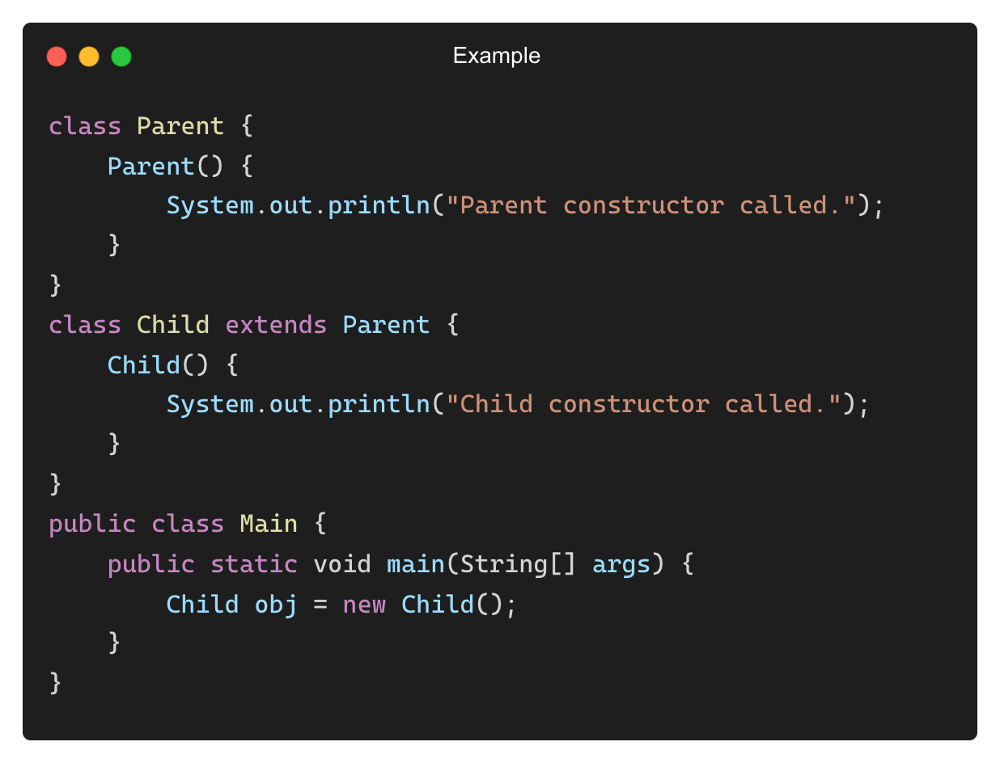 Example
class Parent {
    Parent() {
        System.out.println("Parent constructor called.");
    }
}
class Child extends Parent {
    Child() {
        System.out.println("Child constructor called.");
    }
}
public class Main {
    public static void main(String[] args) {
        Child obj = new Child();
    }
}